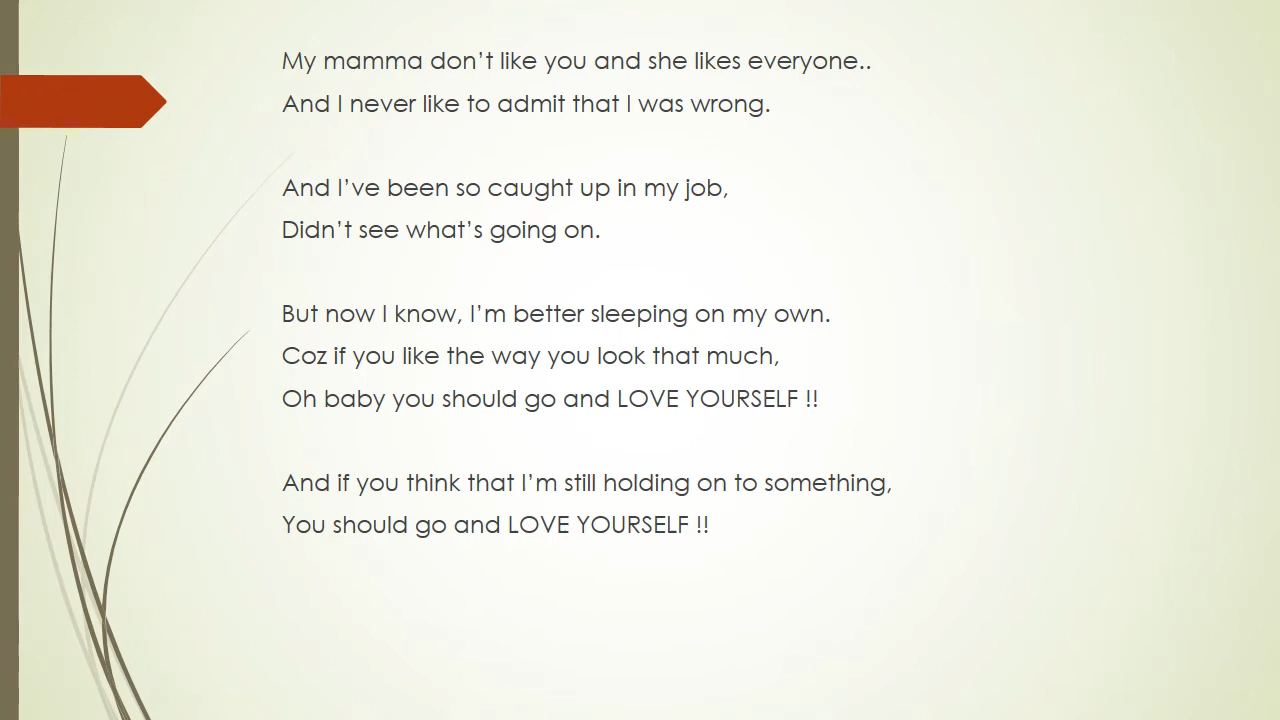 My mamma don’t like you and she likes everyone..
And I never like to admit that I was wrong.
And I’ve been so caught up in my job,
Didn’t see what’s going on.
But now I know, I’m better sleeping on my own.
Coz if you like the way you look that much,
Oh baby you should go and LOVE YOURSELF !!
And if you think that I’m still holding on to something,
You should go and LOVE YOURSELF !!